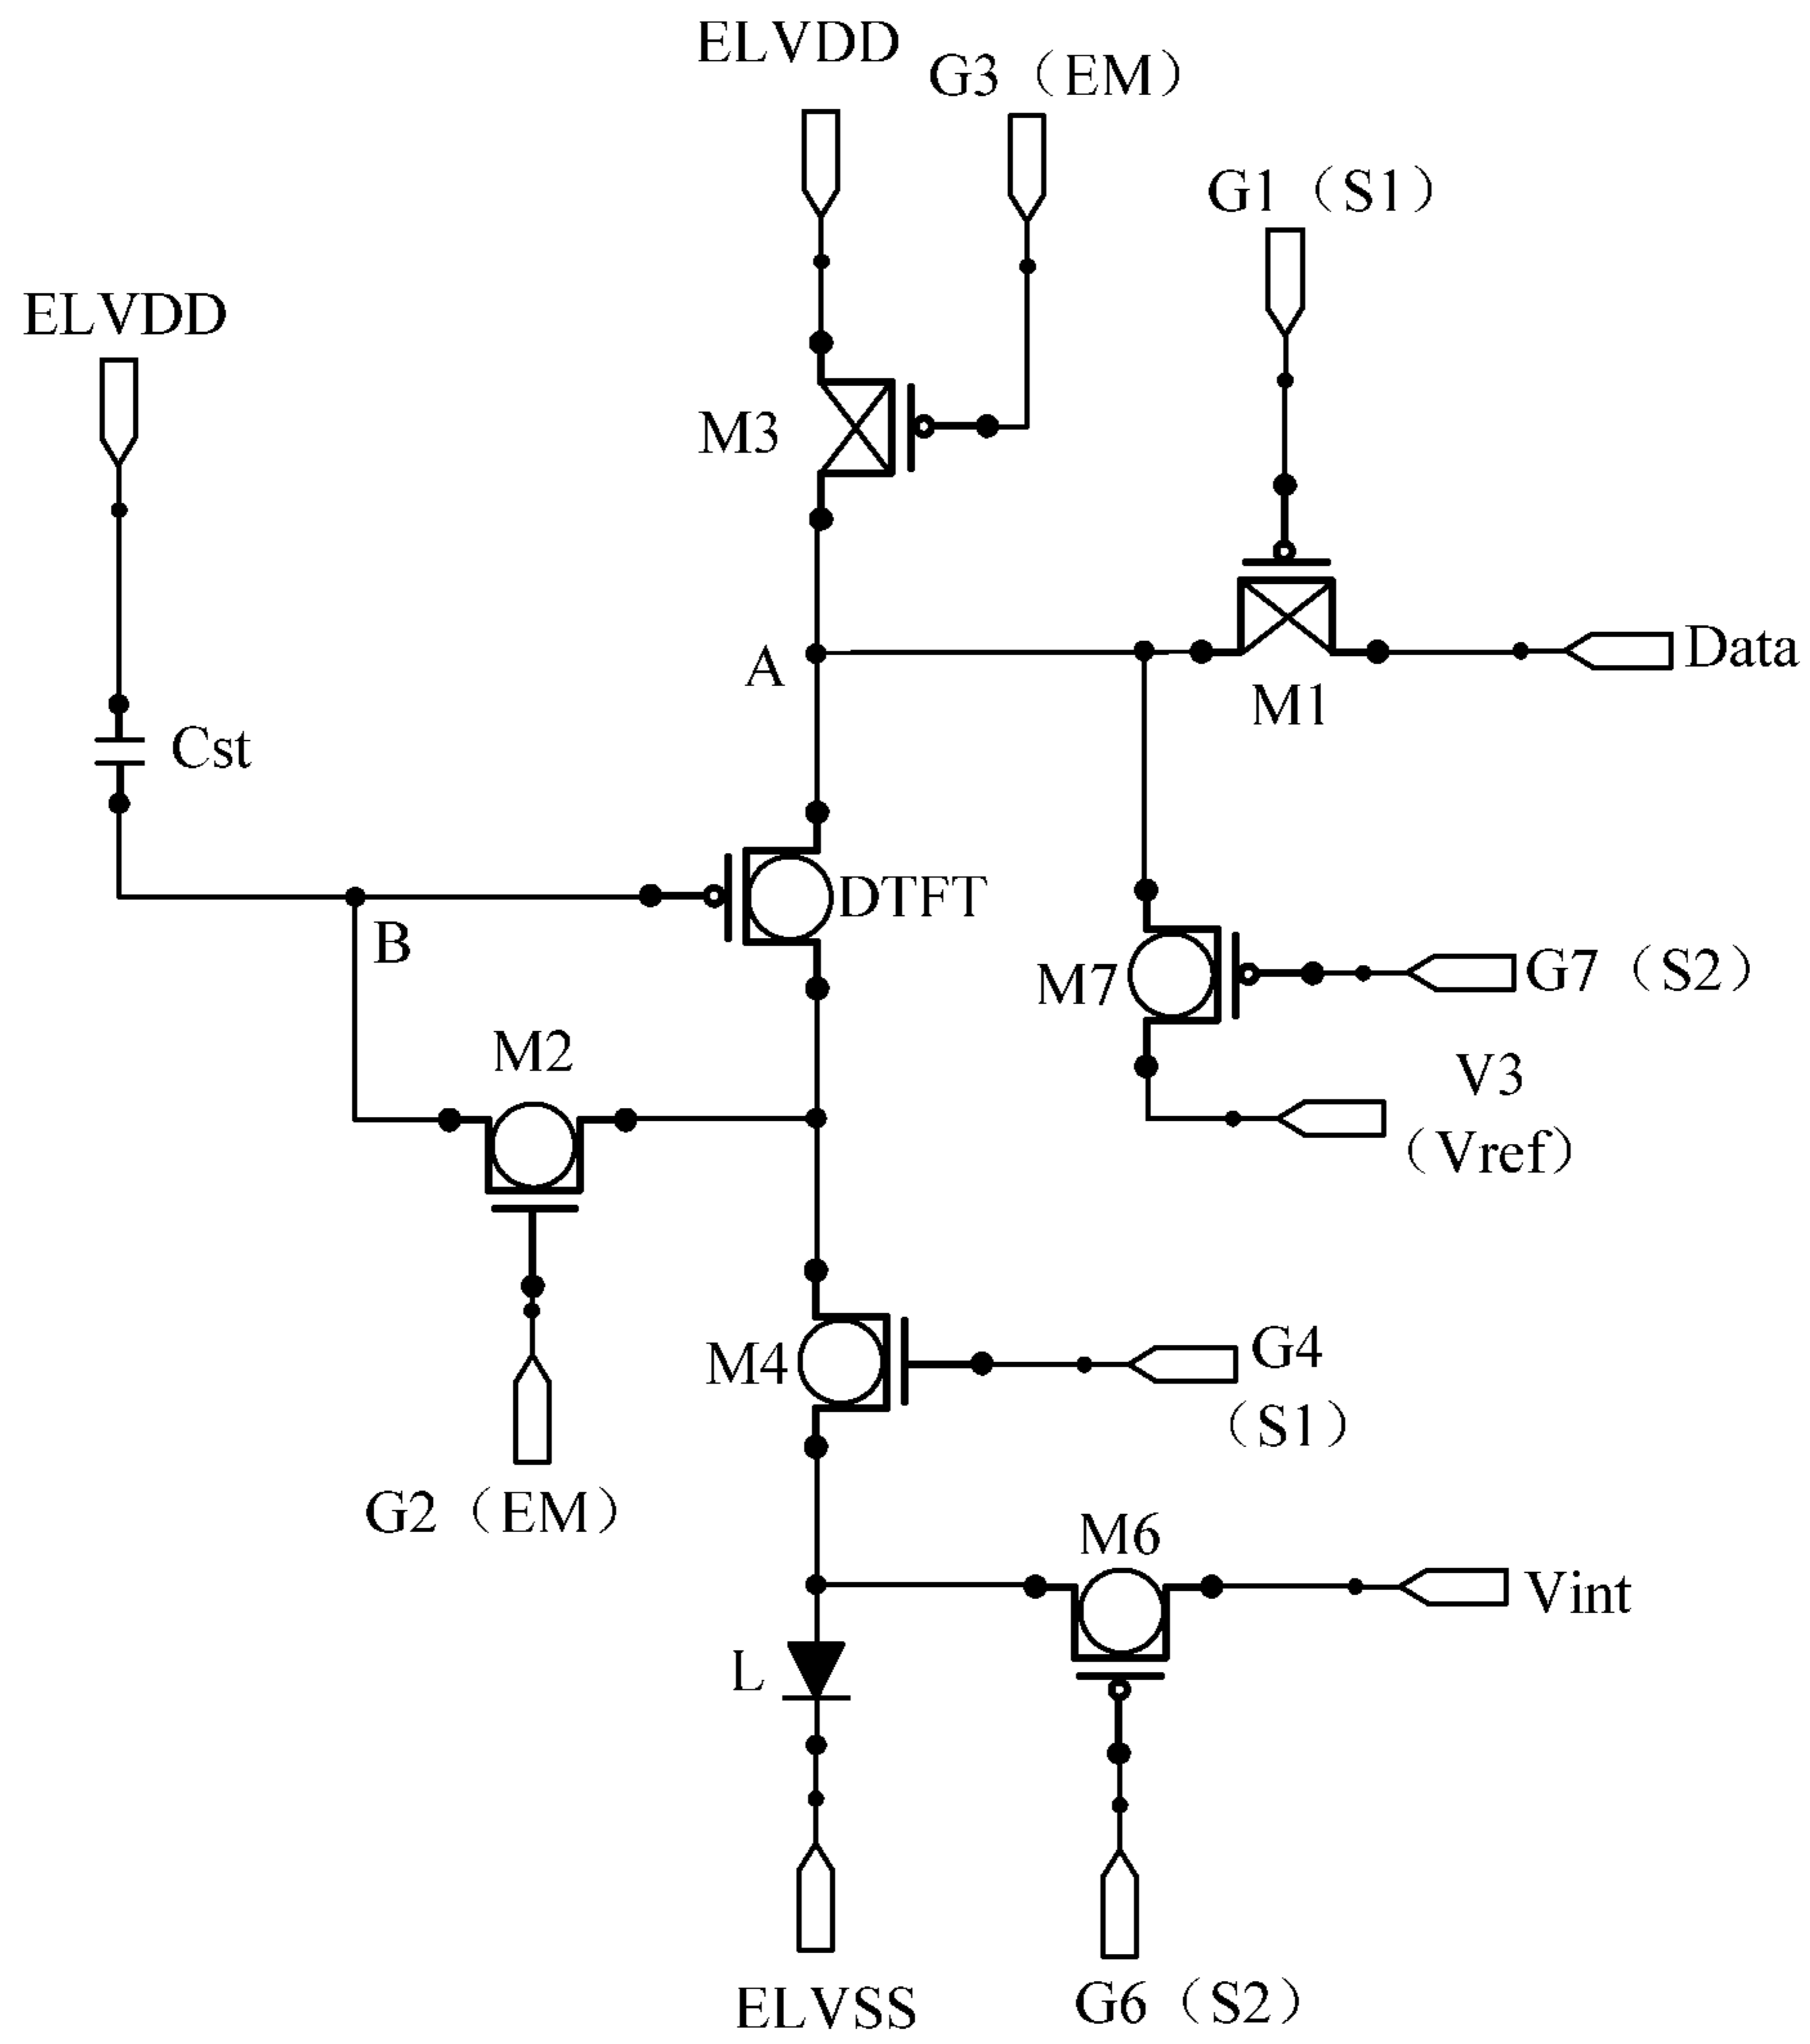 ELVDD
G3（EM）
G1（S1）
ELVDD
M3
A
Data
M1
Cst
DTFT
B
M7
G7（S2）
M2
V3
（Vref）
M4
G4
（S1）
G2（EM）
M6
Vint
L
ELVSS
G6（S2）